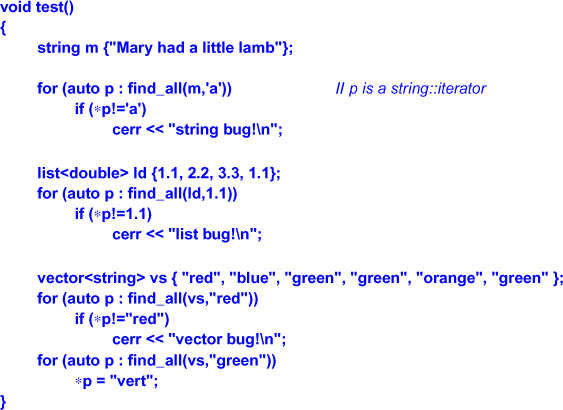 void test()
{
string m {"Mary had a little lamb"};
for (auto p : find_all(m,'a')) // p is a string::iterator
if (*p!='a')
cerr << "string bug!\n";
list<double> ld {1.1, 2.2, 3.3, 1.1};
for (auto p : find_all(ld,1.1))
if (*p!=1.1)
cerr << "list bug!\n";
vector<string> vs { "red", "blue", "green", "green", "orange", "green" };
for (auto p : find_all(vs,"red"))
if (*p!="red")
cerr << "vector bug!\n";
for (auto p : find_all(vs,"green"))
*p = "vert";
}